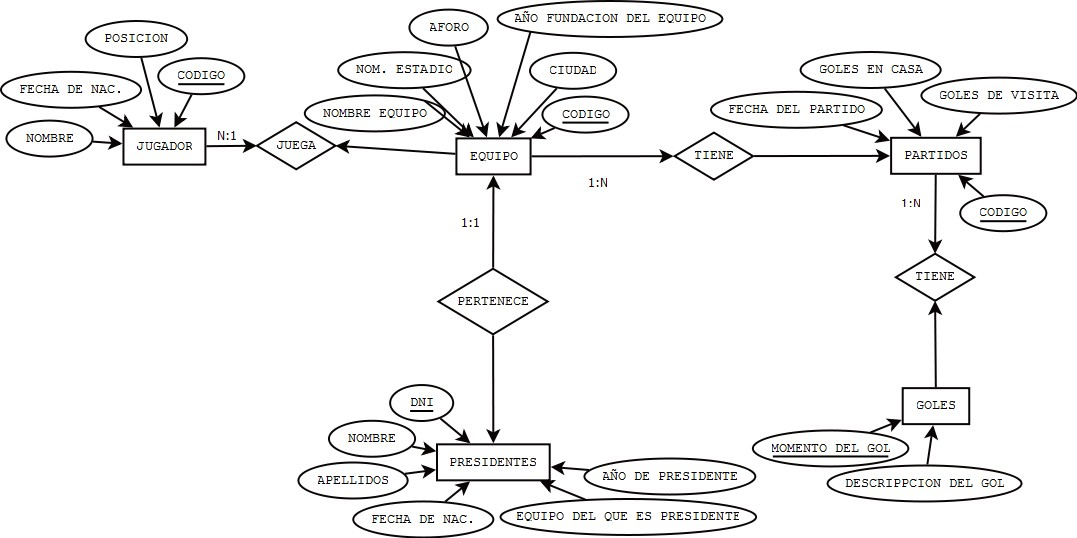 AÑO FUNDACION DEL EQUIPO
AFORO
POSICION
NOM. ESTADIO
CIUDAD
CODIGO
FECHA DE NAC.
NOMBRE EQUIPO
CODIGO
GOLES EN CASA
GOLES DE VISITA
FECHA DEL PARTIDO
NOMBRE
JUGADOR
N:1
JUEGA
EQUIPO
1:N
TIENE
PARTIDOS
CODIGO
1:N
1:1
TIENE
PERTENECE
GOLES
MOMENTO DEL GOL
DESCRIPPCION DEL GOL
DNI
NOMBRE
APELLIDOS
FECHA DE NAC.
PRESIDENTES
AÑO DE PRESIDENTE
EQUIPO DEL QUE ES PRESIDENTE